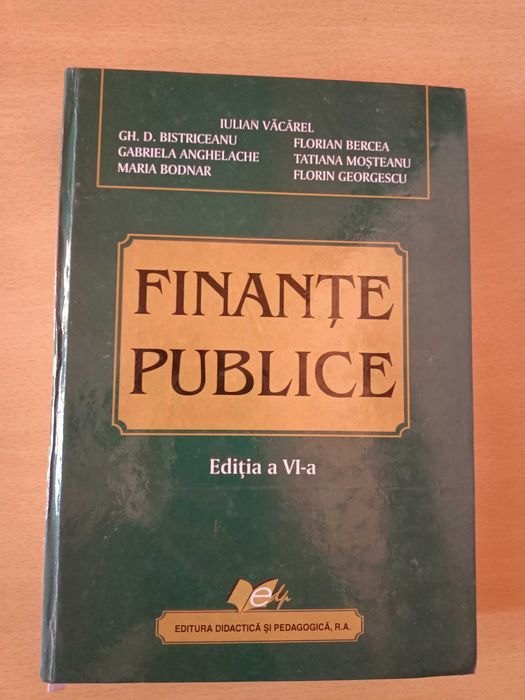 IULIAN VĂCĂREL
GH. D. BISTRICEANU
GABRIELA ANGHELACHE
MARIA BODNAR
FLORIAN BERCEA
TATIANA MOŞTEANU
FLORIN GEORGESCU
FINANŢE
PUBLICE
Ediţia a VI-a
edp
EDITURA DIDACTICĂ ŞI PEDAGOGICĂ, R.A.